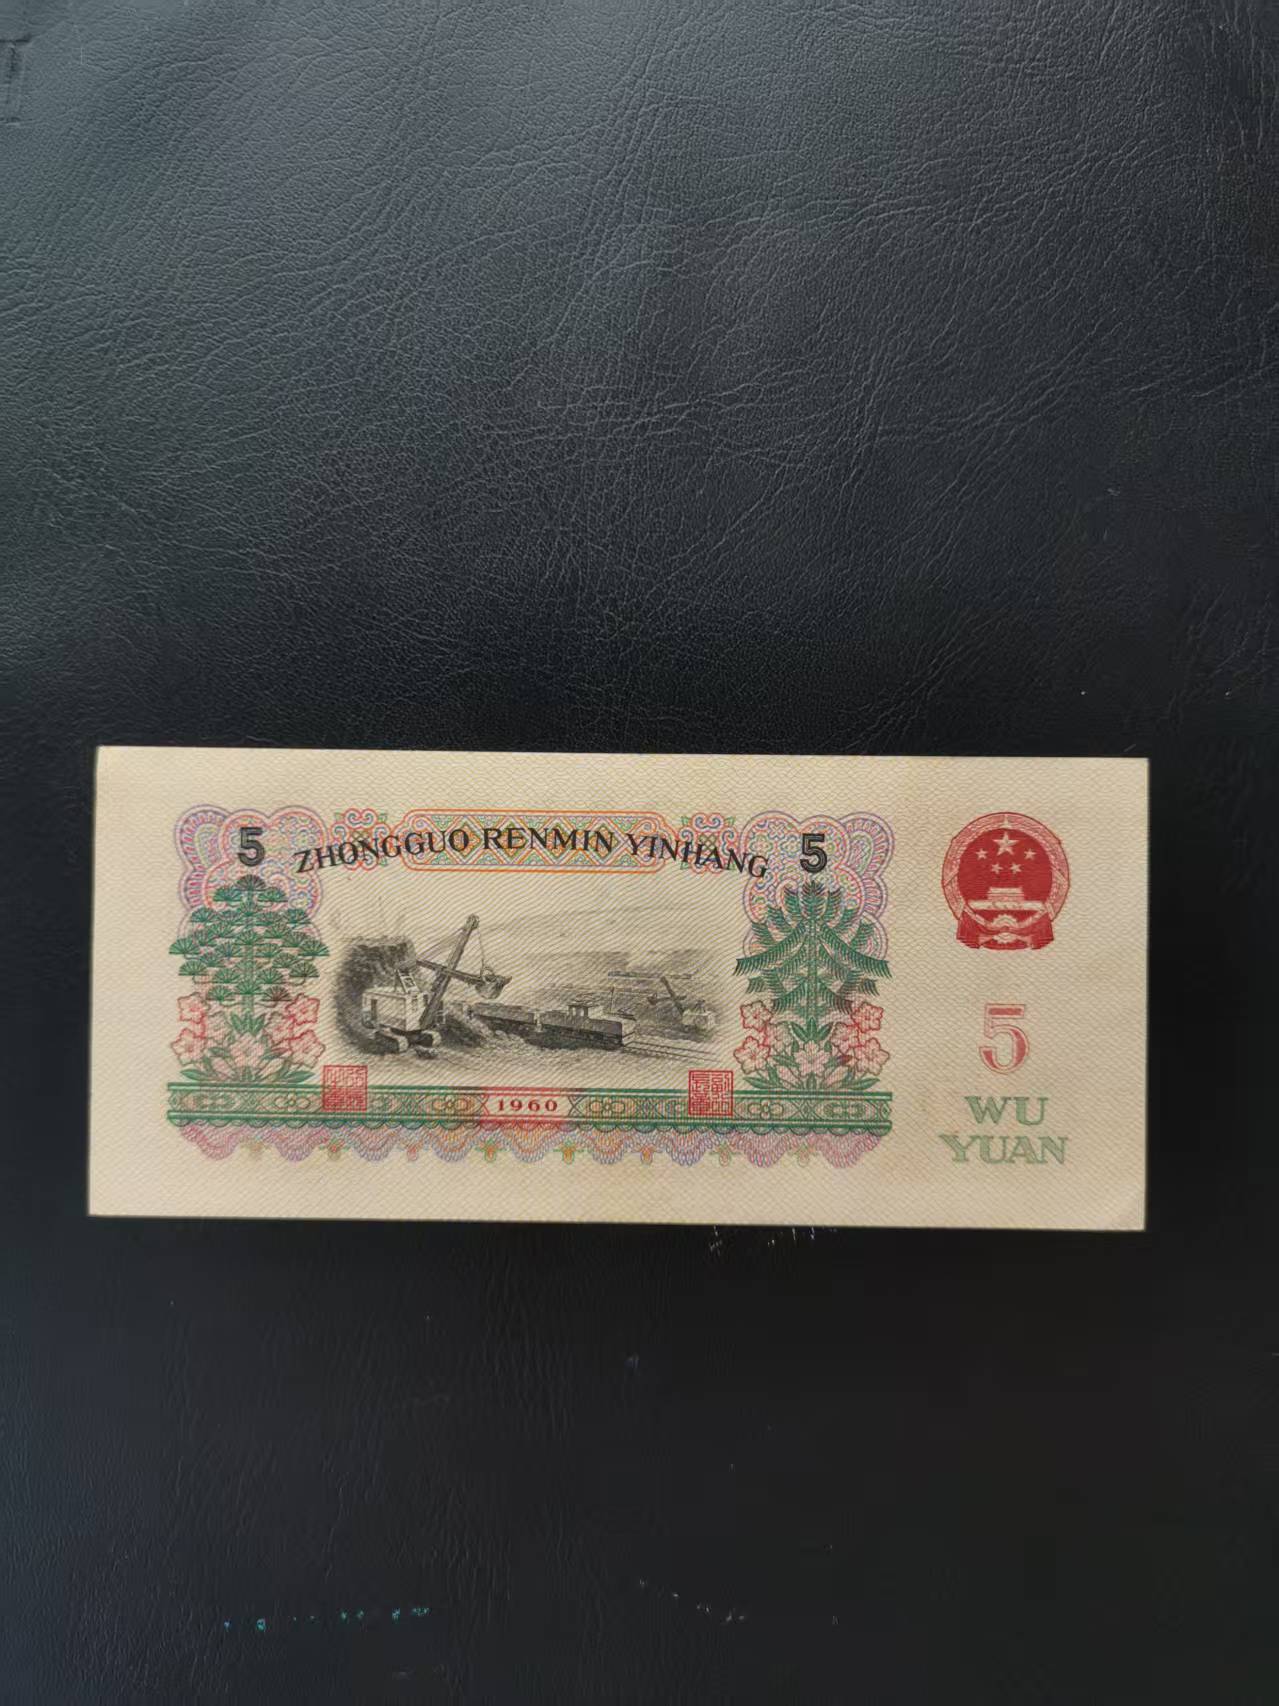 5 ZHONGGUO RENMIN YINHANG 5
1960
5
WU
YUAN